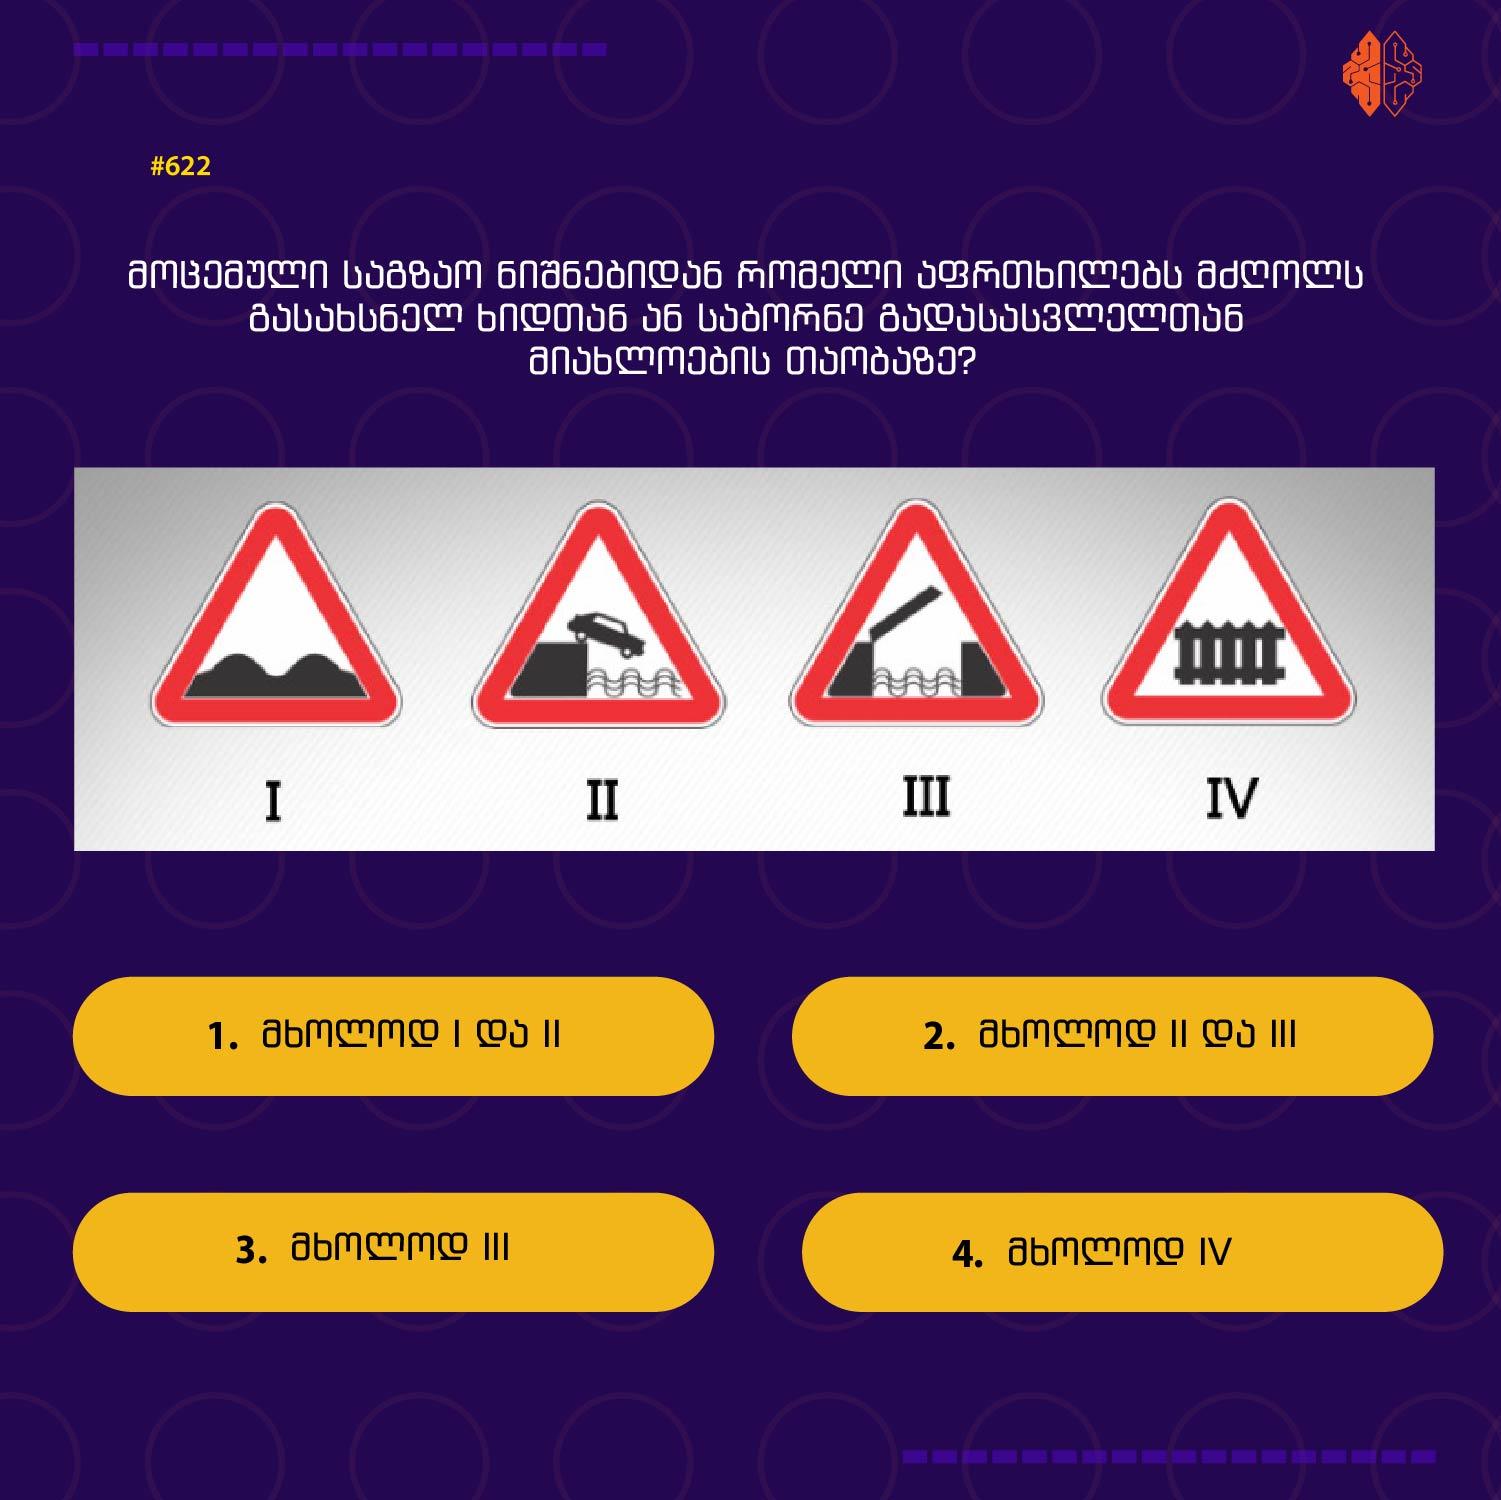 #622
მოცემული საგზაო ნიშნებიდან რომელი აფრთხილებს მძღოლს
გასახსნელ ხიდთან ან საბორნე გადასასვლელთან
მიახლოების თაობაზე?
I II III IV
1. მხოლოდ I და II
2. მხოლოდ II და III
3. მხოლოდ III
4. მხოლოდ IV